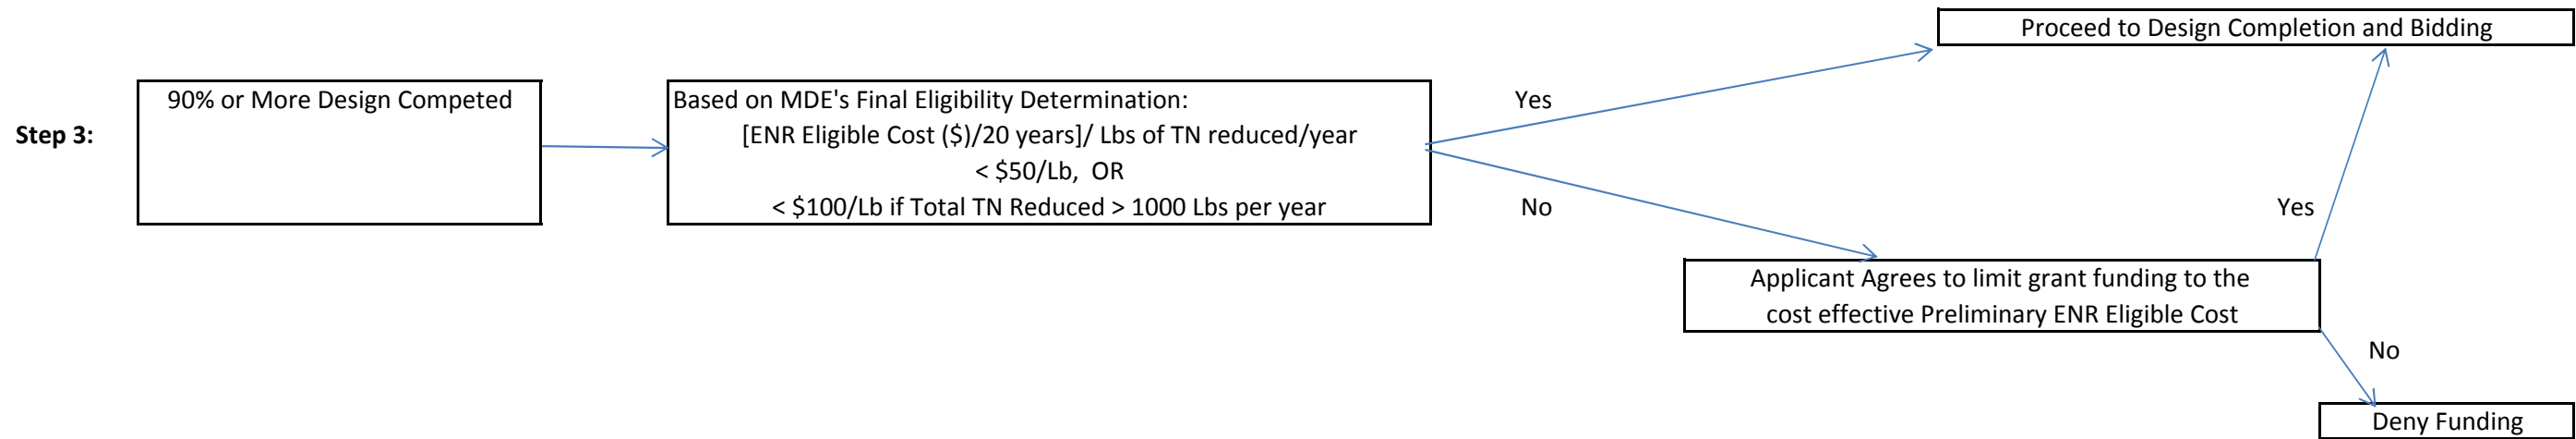 Proceed to Design Completion and Bidding
Step 3:
90% or More Design Competed
Based on MDE's Final Eligibility Determination:
[ENR Eligible Cost ($)/20 years]/ Lbs of TN reduced/year
< $50/Lb,  OR
< $100/Lb if Total TN Reduced > 1000 Lbs per year
Yes
No
Applicant Agrees to limit grant funding to the
cost effective Preliminary ENR Eligible Cost
Yes
No
Deny Funding